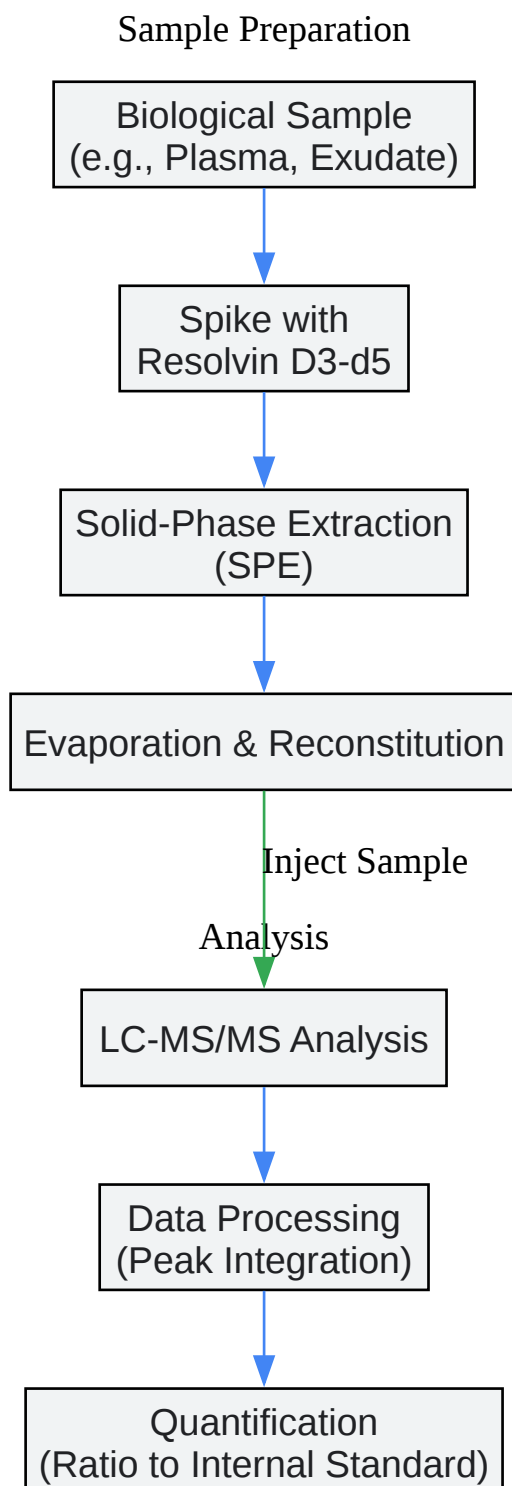 Sample Preparation
Biological Sample
(e.g., Plasma, Exudate)
Spike with
Resolvin D3-d5
Solid-Phase Extraction
(SPE)
Evaporation & Reconstitution
Inject Sample
Analysis
LC-MS/MS Analysis
Data Processing
(Peak Integration)
Quantification
(Ratio to Internal Standard)